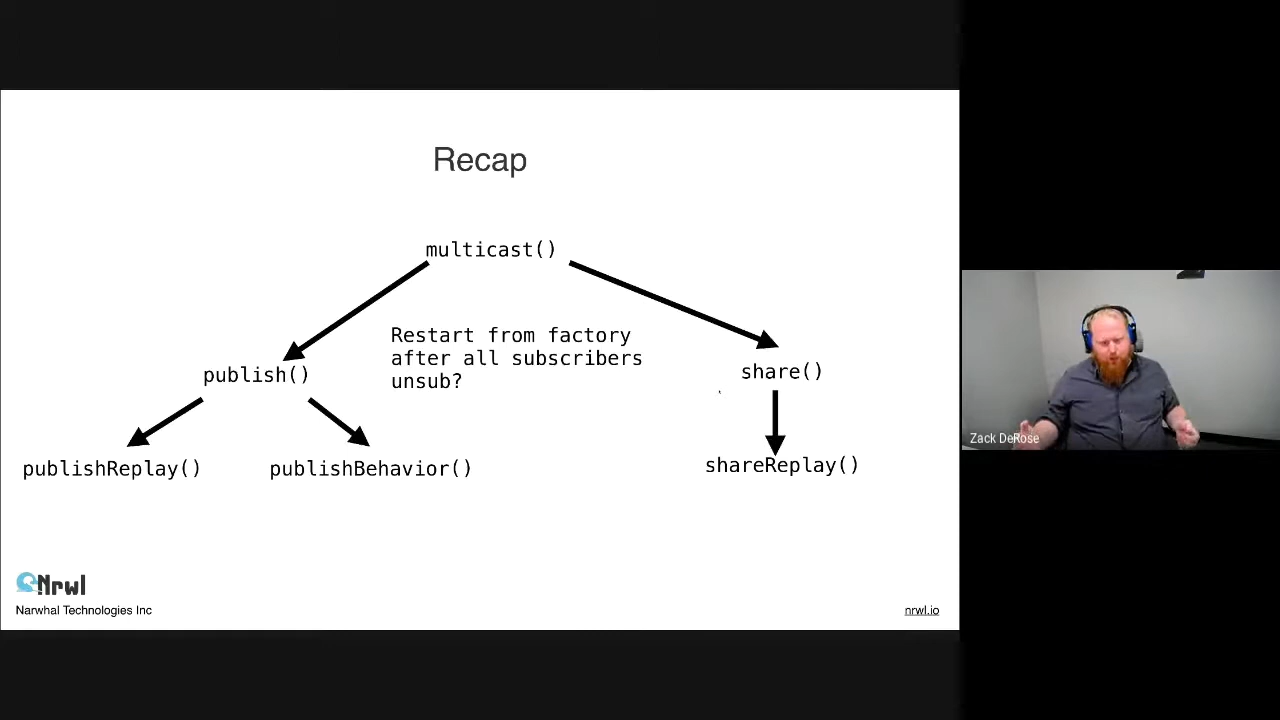 Recap
multicast()
Restart from factory
after all subscribers
unsub?
publish()
share()
publishReplay()
publishBehavior()
shareReplay()
Nrwl
Narwhal Technologies Inc
nrwl.io
Zack DeRose